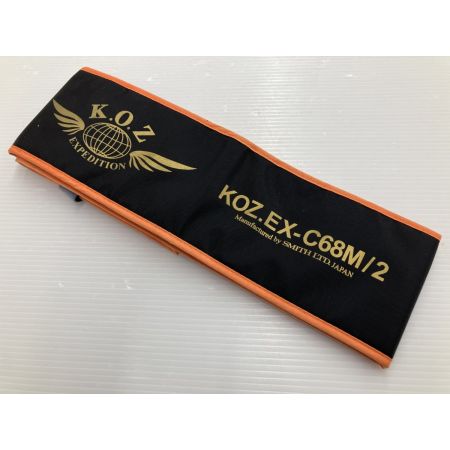 K.O.Z
EXPEDITION
KOZ.EX-C68M/2
Manufactured by SMITH LTD. JAPAN